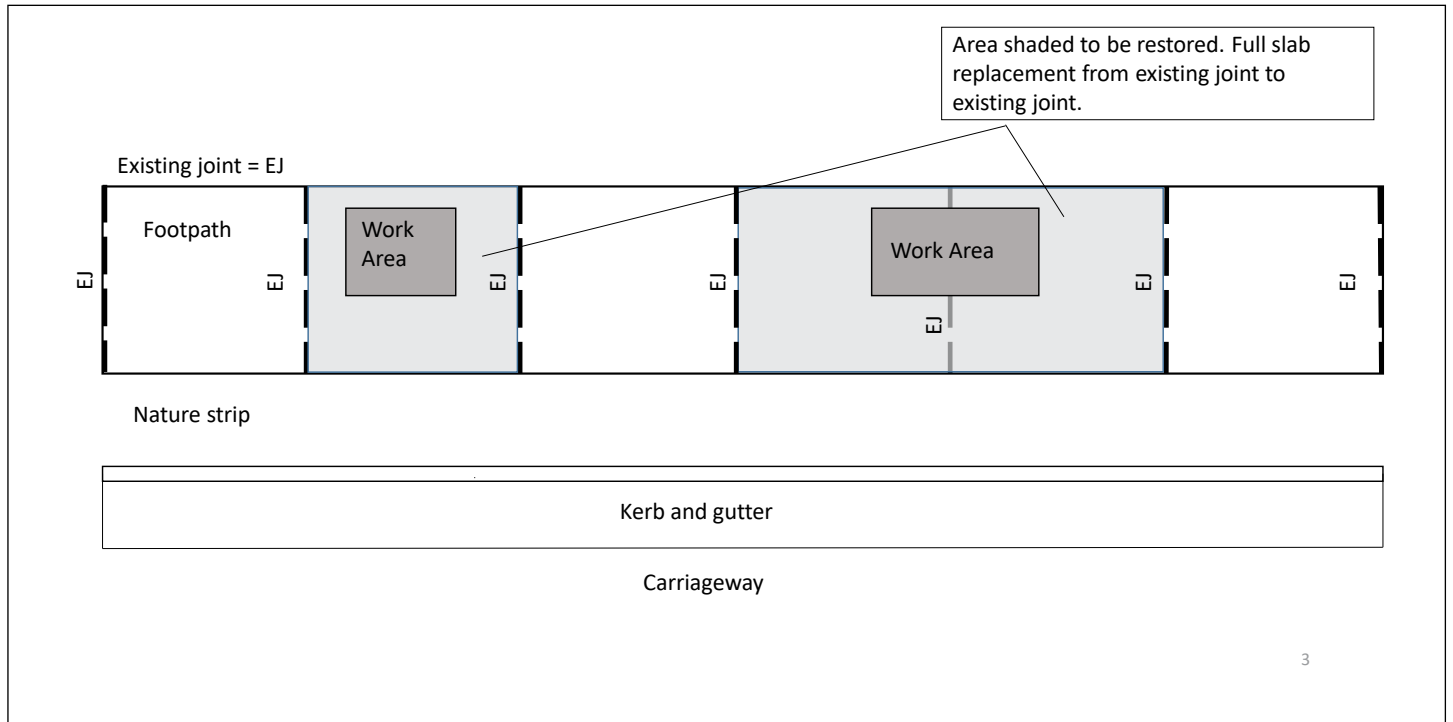 Area shaded to be restored. Full slab
replacement from existing joint to
existing joint.
Existing joint = EJ
Footpath
Work
Area
Work Area
EJ
EJ
EJ
EJ
EJ
EJ
EJ
Nature strip
Kerb and gutter
Carriageway
3